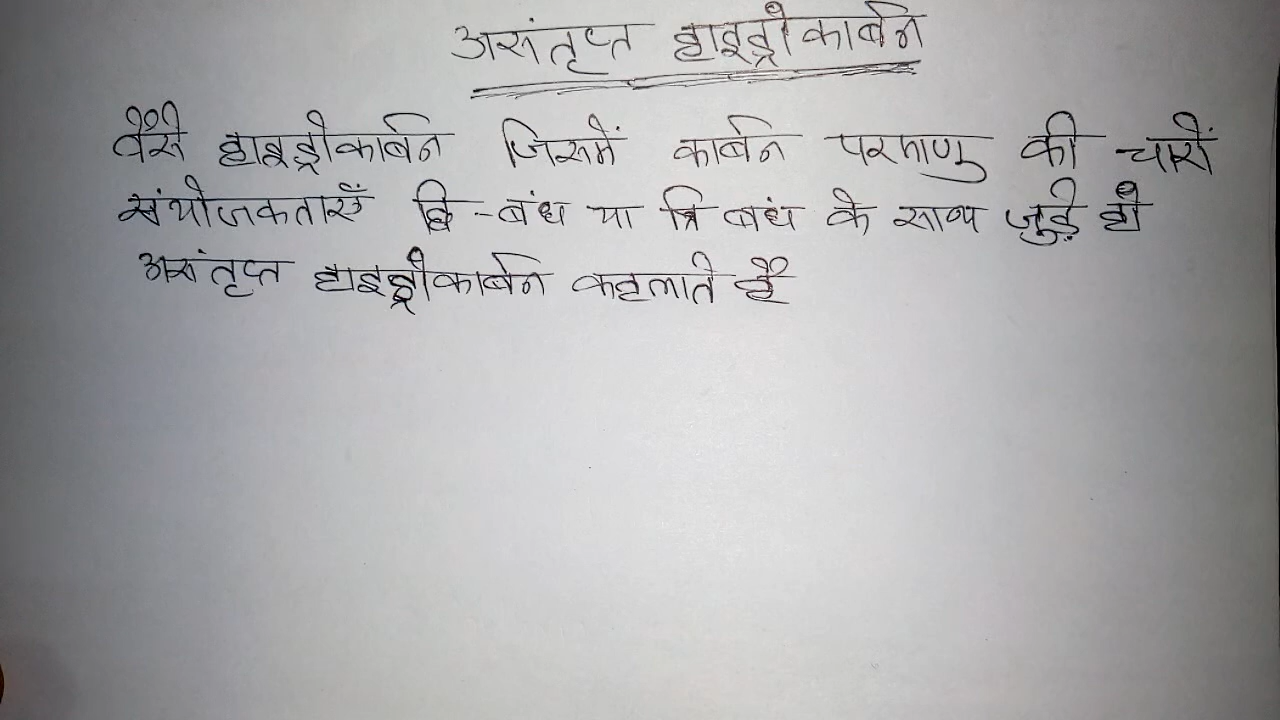 असंतृप्त हाइड्रोकार्बन
वैसे हाइड्रोकार्बन जिसमें कार्बन परमाणु की चारों
संयोजकताएँ द्वि-बंध या त्रि बंध के साथ जुड़े हो
असंतृप्त हाइड्रोकार्बन कहलाते हैं